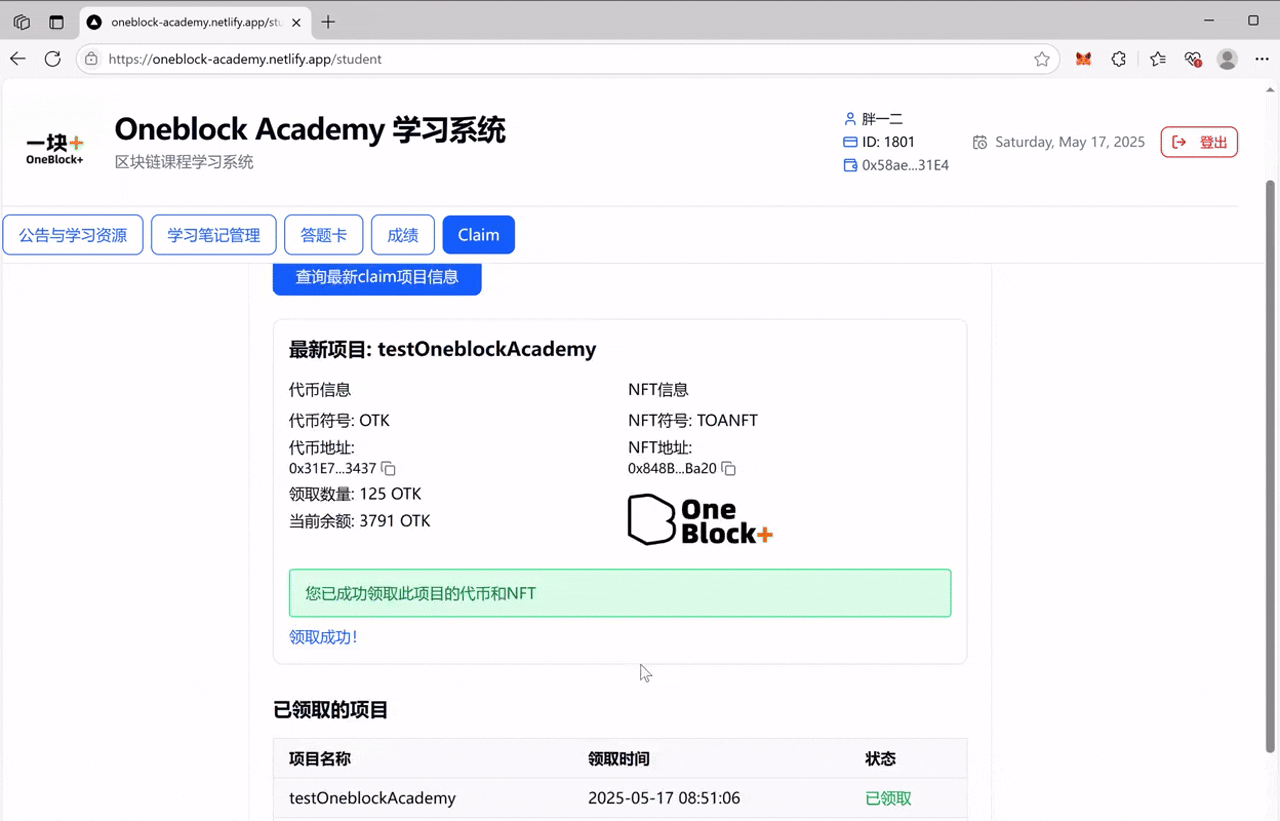 oneblock-academy.netlify.app/stu
https://oneblock-academy.netlify.app/student
一块+
OneBlock+
Oneblock Academy 学习系统
区块链课程学习系统
胖一二
ID: 1801
0x58ae...31E4
Saturday, May 17, 2025
登出
公告与学习资源
学习笔记管理
答题卡
成绩
Claim
查询最新claim项目信息
最新项目: testOneblockAcademy
代币信息
代币符号: OTK
代币地址:
0x31E7...3437
领取数量: 125 OTK
当前余额: 3791 OTK
NFT信息
NFT符号: TOANFT
NFT地址:
0x848B...Ba20
One
Block+
您已成功领取此项目的代币和NFT
领取成功!
已领取的项目
项目名称 领取时间 状态
testOneblockAcademy 2025-05-17 08:51:06 已领取